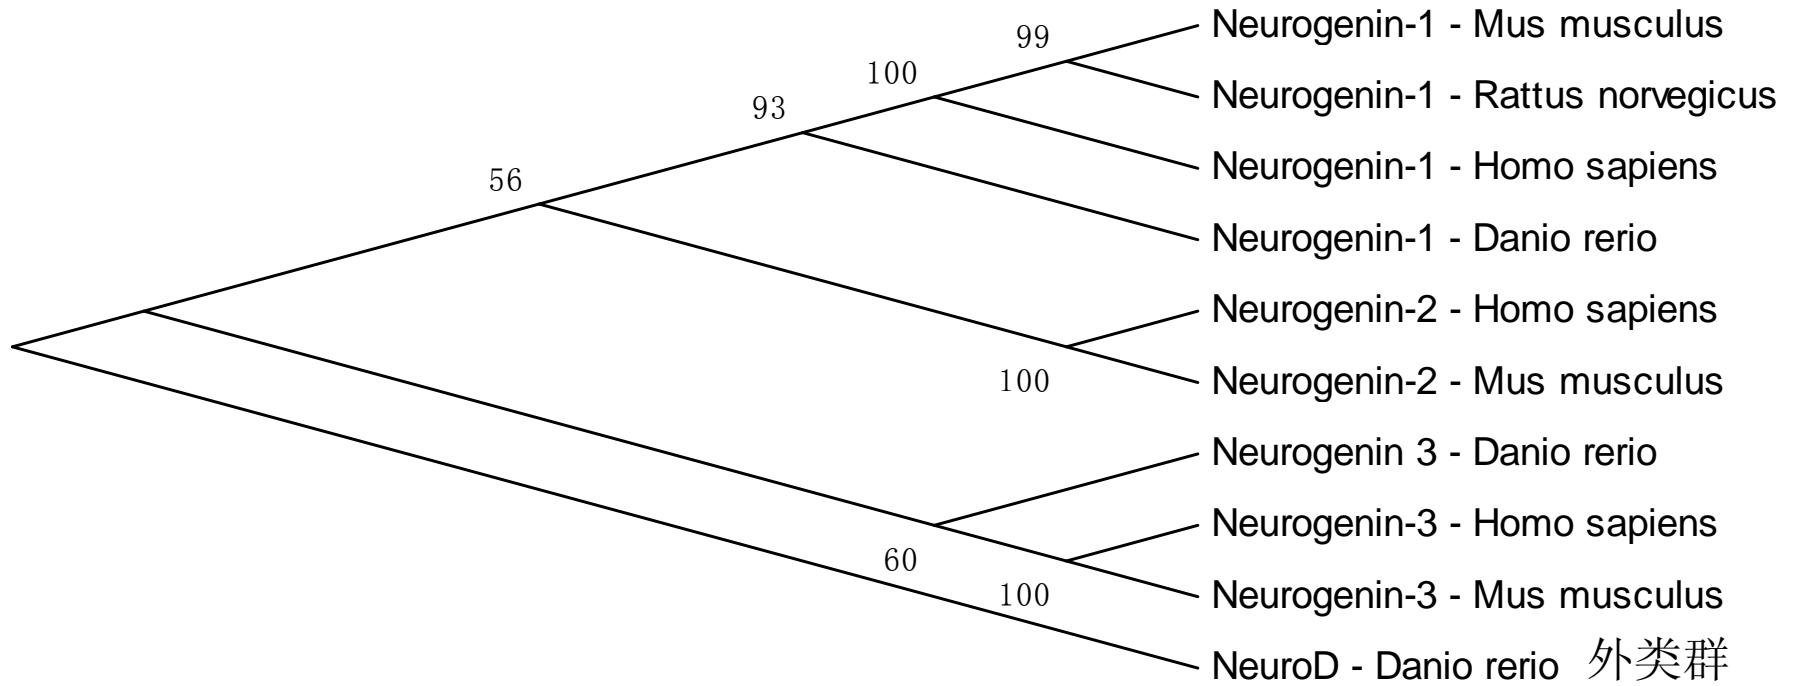 99
Neurogenin-1 - Mus musculus
100
Neurogenin-1 - Rattus norvegicus
93
Neurogenin-1 - Homo sapiens
56
Neurogenin-1 - Danio rerio
Neurogenin-2 - Homo sapiens
100
Neurogenin-2 - Mus musculus
Neurogenin 3 - Danio rerio
Neurogenin-3 - Homo sapiens
60
100
Neurogenin-3 - Mus musculus
NeuroD - Danio rerio 外类群